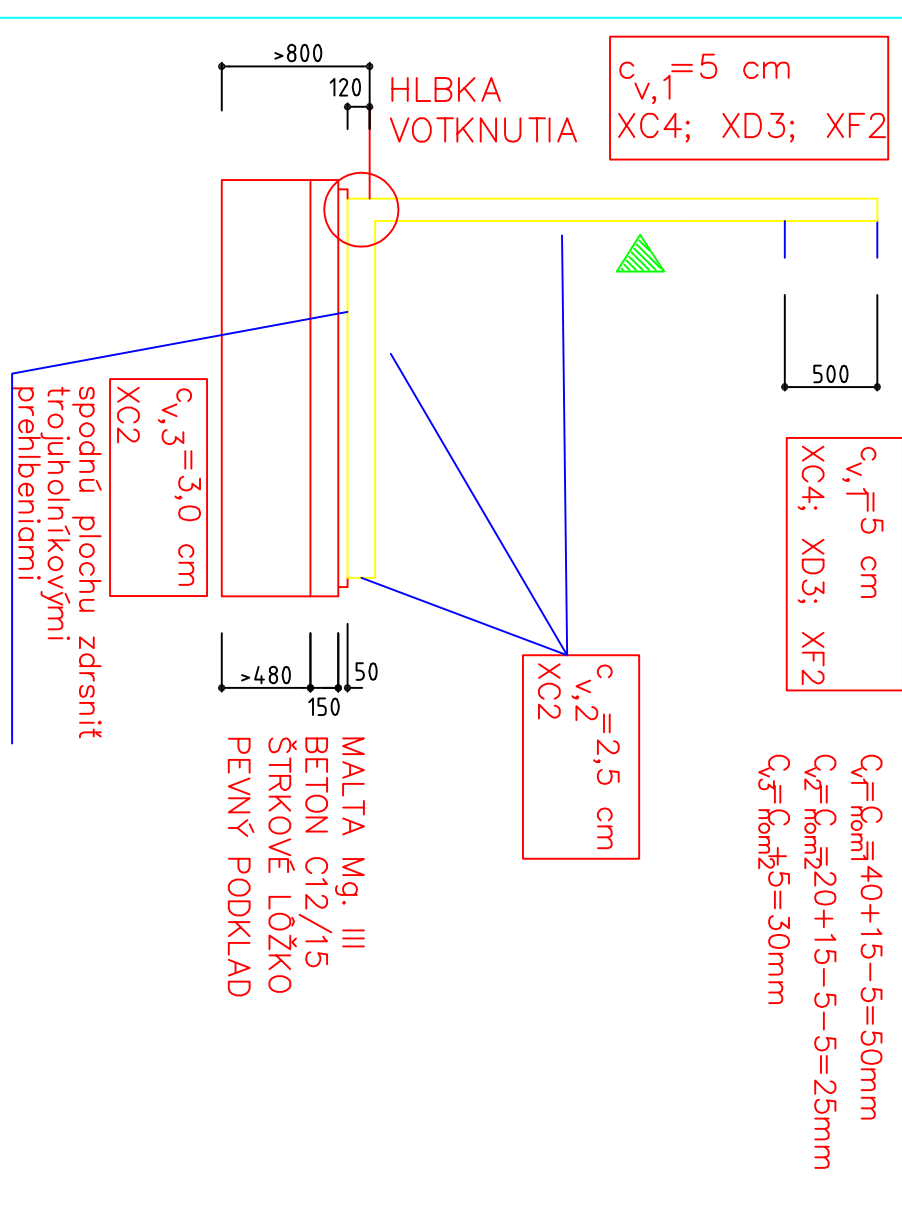 >800
120
HLBKA
VOTKNUTIA
c v,1=5 cm
XC4; XD3; XF2
500
c v,1=5 cm
XC4; XD3; XF2
c v,3=3,0 cm
XC2
spodnú plochu zdrsniť
trojuholníkovými
prehlbeniami
>480
150
50
c v,2=2,5 cm
XC2
MALTA Mg. III
BETON C12/15
ŠTRKOVÉ LÔŽKO
PEVNÝ PODKLAD
C v1=C nom1=40+15-5=50mm
C v2=C nom2=20+15-5-5=25mm
C v3=C nom2+5=30mm